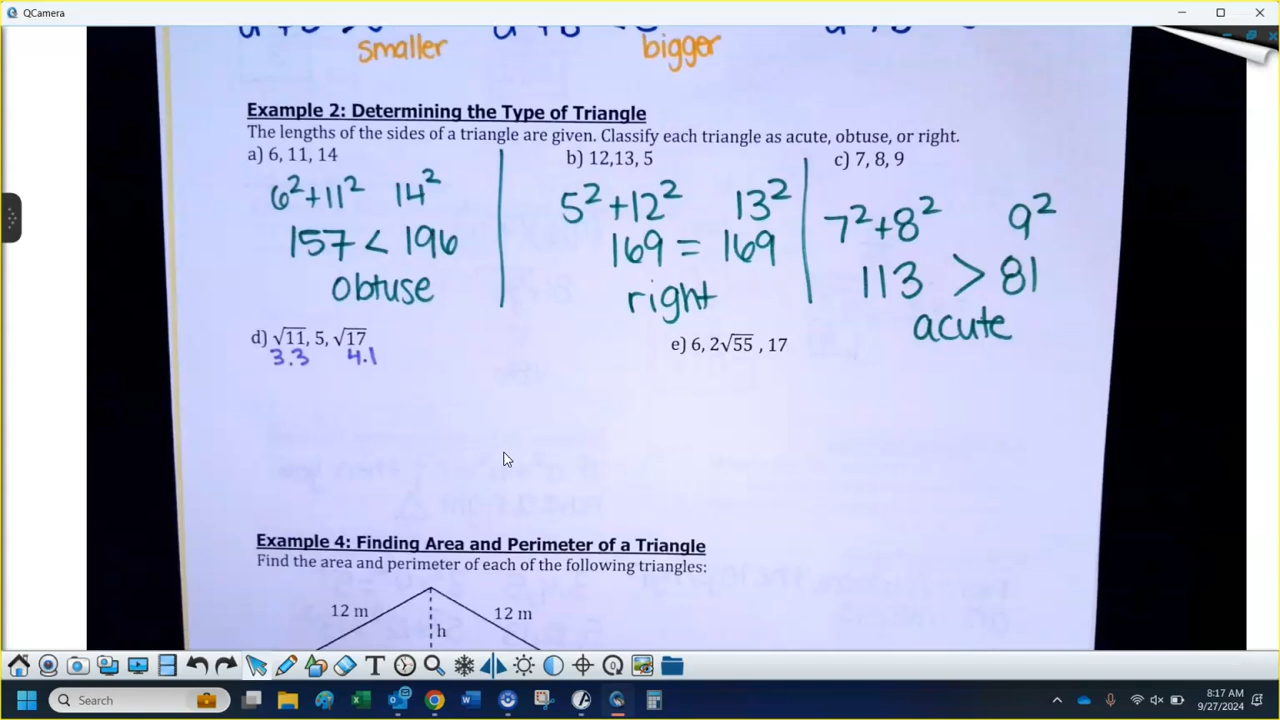 QCamera
smaller
bigger
Example 2: Determining the Type of Triangle
The lengths of the sides of a triangle are given. Classify each triangle as acute, obtuse, or right.
a) 6, 11, 14
b) 12,13, 5
c) 7, 8, 9
6²+11² 14²
157 < 196
obtuse
5²+12² 13²
169 = 169
right
7²+8² 9²
113 > 81
acute
d) √11, 5, √17
3.3 4.1
e) 6, 2√55 , 17
Example 4: Finding Area and Perimeter of a Triangle
Find the area and perimeter of each of the following triangles:
12 m
12 m
h
T
Search
8:17 AM
9/27/2024